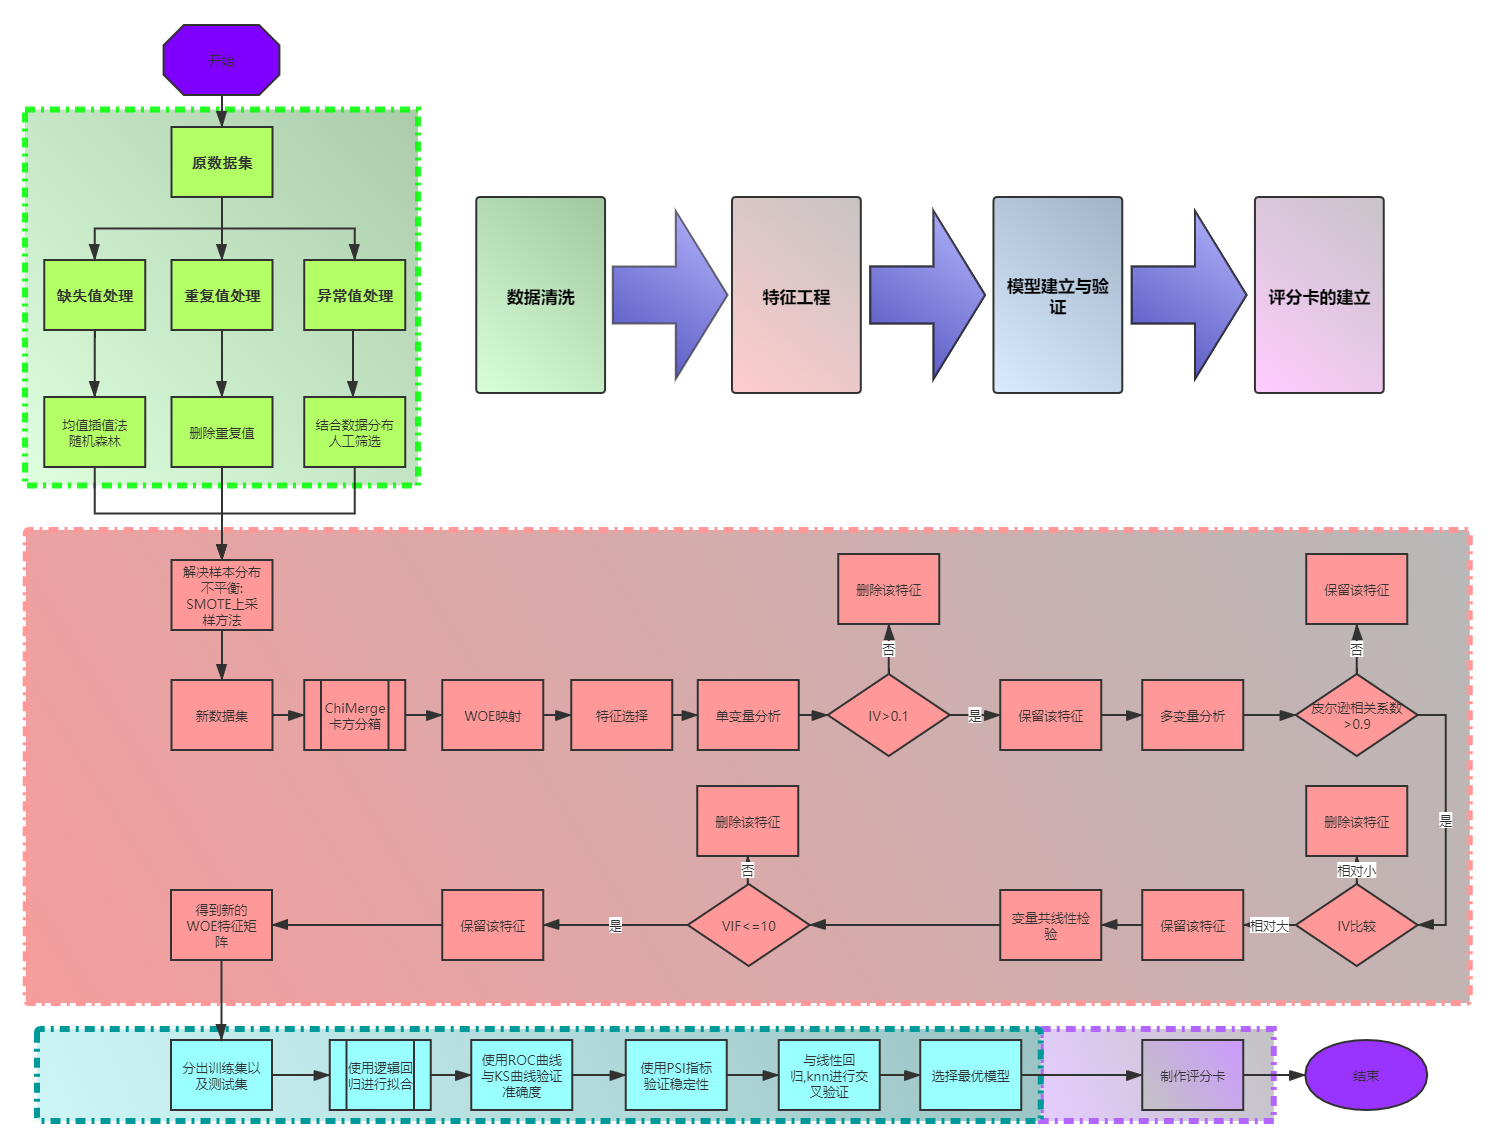 开始
原数据集
缺失值处理
重复值处理
异常值处理
均值插值法
随机森林
删除重复值
结合数据分布
人工筛选
数据清洗
特征工程
模型建立与验
证
评分卡的建立
解决样本分布
不平衡:
SMOTE上采
样方法
新数据集
ChiMerge
卡方分箱
WOE映射
特征选择
单变量分析
IV>0.1
否
删除该特征
是
保留该特征
多变量分析
皮尔逊相关系数
>0.9
否
保留该特征
是
IV比较
相对小
删除该特征
相对大
保留该特征
变量共线性检
验
VIF<=10
否
删除该特征
是
保留该特征
得到新的
WOE特征矩
阵
分出训练集以
及测试集
使用逻辑回
归进行拟合
使用ROC曲线
与KS曲线验证
准确度
使用PSI指标
验证稳定性
与线性回
归,knn进行交
叉验证
选择最优模型
制作评分卡
结束